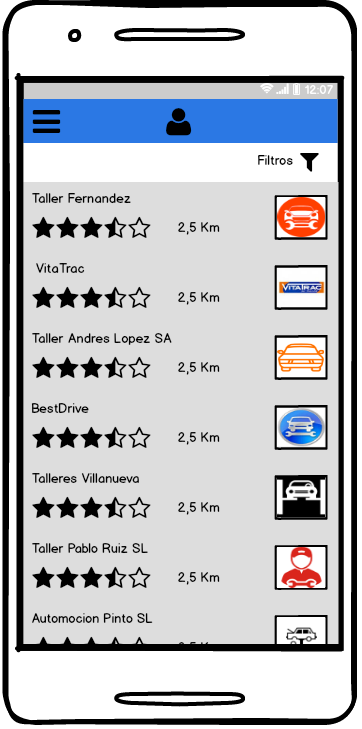 12:07
Filtros
Taller Fernandez
2,5 Km
VitaTrac
2,5 Km
VITATRAC
Taller Andres Lopez SA
2,5 Km
BestDrive
2,5 Km
Talleres Villanueva
2,5 Km
Taller Pablo Ruiz SL
2,5 Km
Automocion Pinto SL